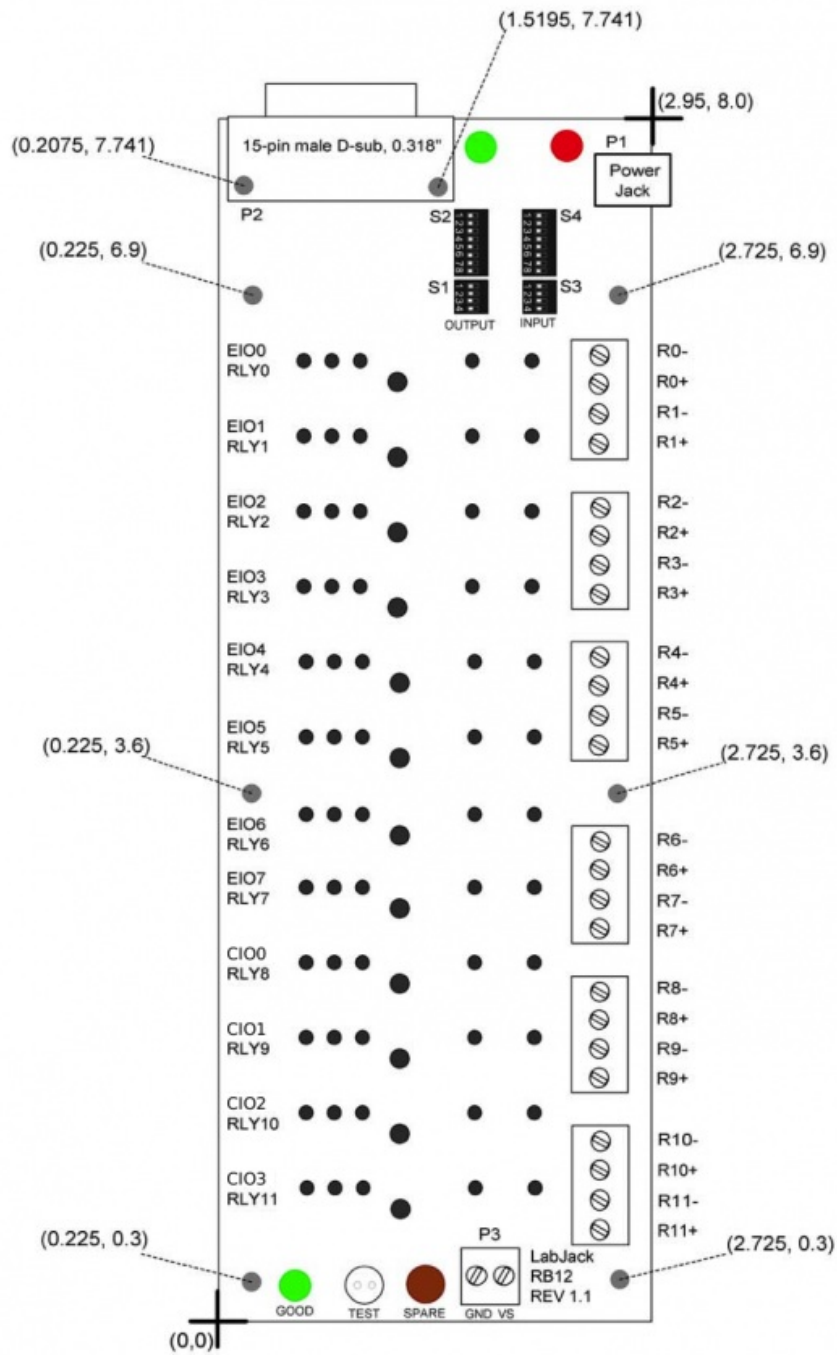 (1.5195, 7.741)
(2.95, 8.0)
(0.2075, 7.741)
15-pin male D-sub, 0.318"
P1
Power
Jack
P2
S2
12345678
12345678
S4
(0.225, 6.9)
(2.725, 6.9)
S1
1234
1234
S3
OUTPUT
INPUT
EIO0
RLY0
R0-
R0+
EIO1
RLY1
R1-
R1+
EIO2
RLY2
R2-
R2+
EIO3
RLY3
R3-
R3+
EIO4
RLY4
R4-
R4+
EIO5
RLY5
R5-
R5+
(0.225, 3.6)
(2.725, 3.6)
EIO6
RLY6
R6-
R6+
EIO7
RLY7
R7-
R7+
CIO0
RLY8
R8-
R8+
CIO1
RLY9
R9-
R9+
CIO2
RLY10
R10-
R10+
CIO3
RLY11
R11-
R11+
(0.225, 0.3)
(2.725, 0.3)
P3
LabJack
RB12
REV 1.1
GOOD
TEST
SPARE
GND VS
(0,0)